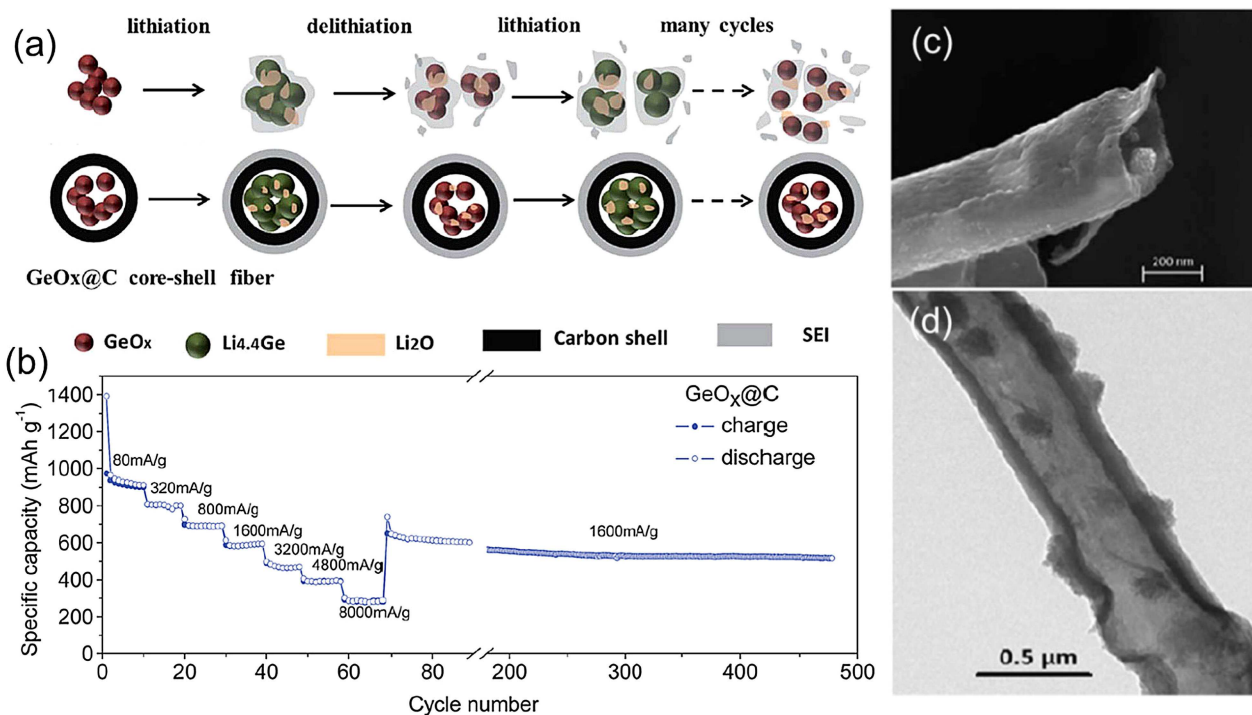 (a)
lithiation delithiation lithiation many cycles
GeOx@C core-shell fiber
GeOx Li4.4Ge Li2O Carbon shell SEI
(b)
1400
1200
1000
800
600
400
200
0
Specific capacity (mAh g-1)
GeOX@C
charge
discharge
80mA/g
320mA/g
800mA/g
1600mA/g
3200mA/g
4800mA/g
8000mA/g
1600mA/g
0 20 40 60 80 200 300 400 500
Cycle number
(c)
200 nm
(d)
0.5 μm